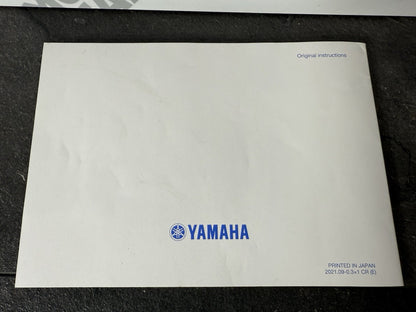 Original instructions
YAMAHA
PRINTED IN JAPAN
2021.09-0.3×1 CR (E)